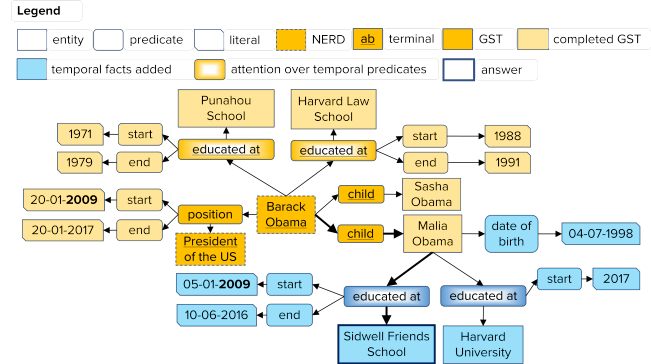 Legend
entity predicate literal NERD ab terminal GST completed GST
temporal facts added attention over temporal predicates answer
Punahou
School
Harvard Law
School
1971 start
educated at
1979 end
educated at
start 1988
end 1991
20-01-2009 start
20-01-2017 end
position
President
of the US
Barack
Obama
child
Sasha
Obama
child
Malia
Obama
date of
birth
04-07-1998
05-01-2009 start
10-06-2016 end
educated at
educated at
start 2017
Sidwell Friends
School
Harvard
University